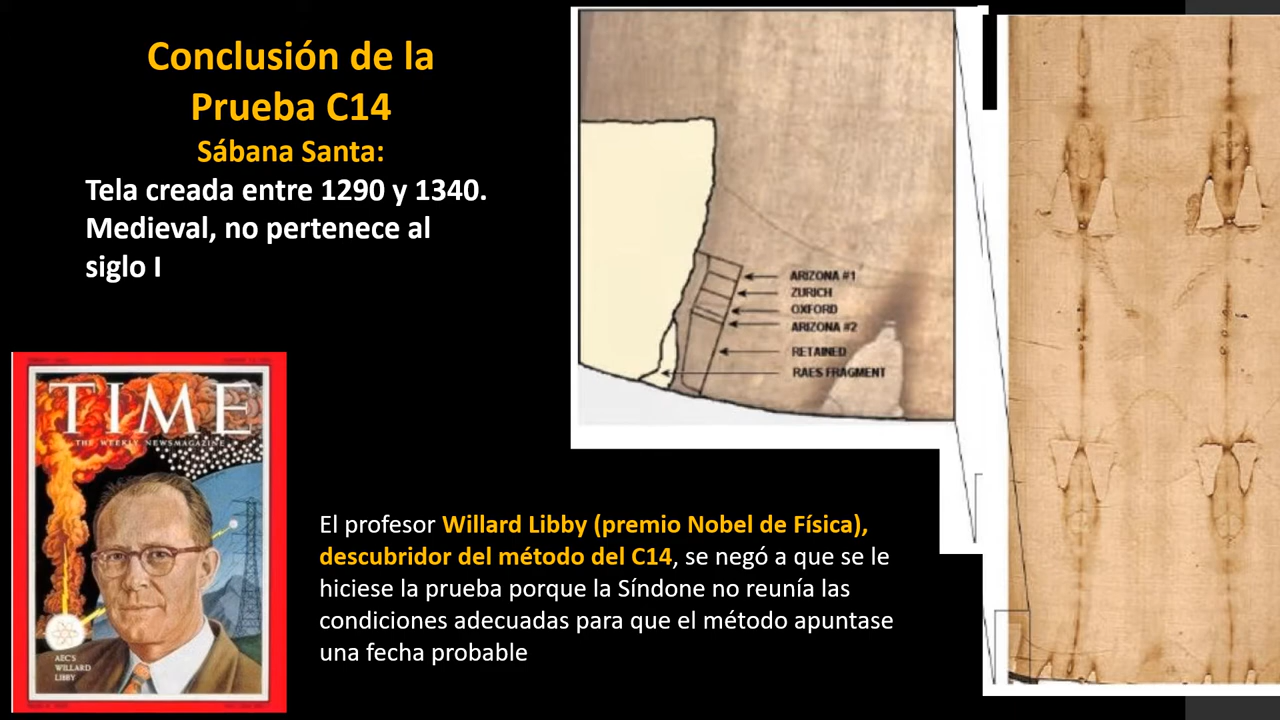 Conclusión de la
Prueba C14
Sábana Santa:
Tela creada entre 1290 y 1340.
Medieval, no pertenece al
siglo I
ARIZONA #1
ZURICH
OXFORD
ARIZONA #2
RETAINED
RAES FRAGMENT
TIME
THE WEEKLY NEWSMAGAZINE
AEC'S
WILLARD
LIBBY
El profesor Willard Libby (premio Nobel de Física),
descubridor del método del C14, se negó a que se le
hiciese la prueba porque la Síndone no reunía las
condiciones adecuadas para que el método apuntase
una fecha probable